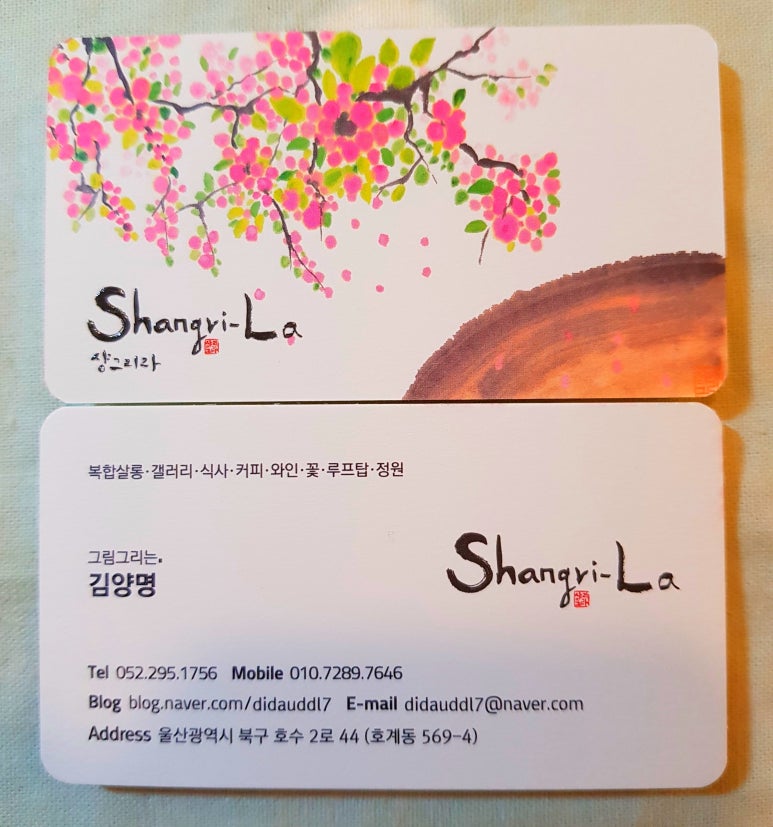 Shangri-La
샹그리라
복합살롱·갤러리·식사·커피·와인·꽃·루프탑·정원
그림그리는.
김양명
Shangri-La
Tel 052.295.1756 Mobile 010.7289.7646
Blog blog.naver.com/didauddl7 E-mail didauddl7@naver.com
Address 울산광역시 북구 호수 2로 44 (호계동 569-4)